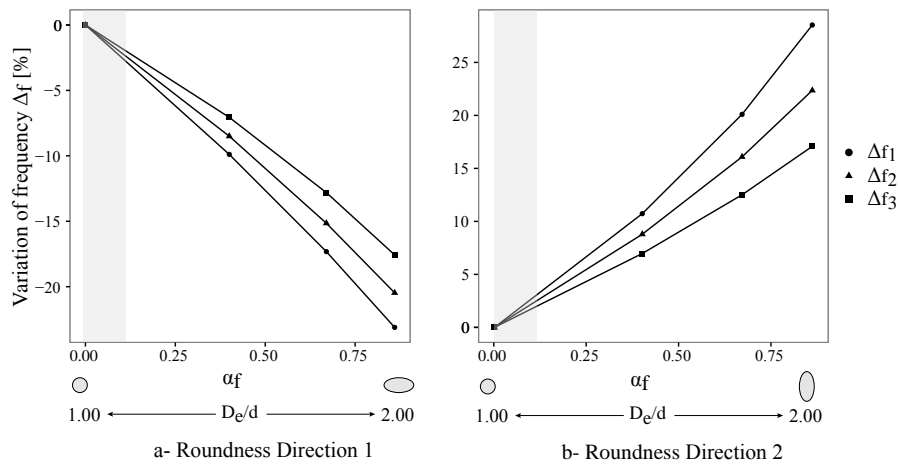 Variation of frequency Δf [%]
0
−5
−10
−15
−20
0.00 0.25 0.50 0.75
αf
1.00 De/d 2.00
a- Roundness Direction 1
25
20
15
10
5
0
0.00 0.25 0.50 0.75
αf
1.00 De/d 2.00
b- Roundness Direction 2
Δf1
Δf2
Δf3